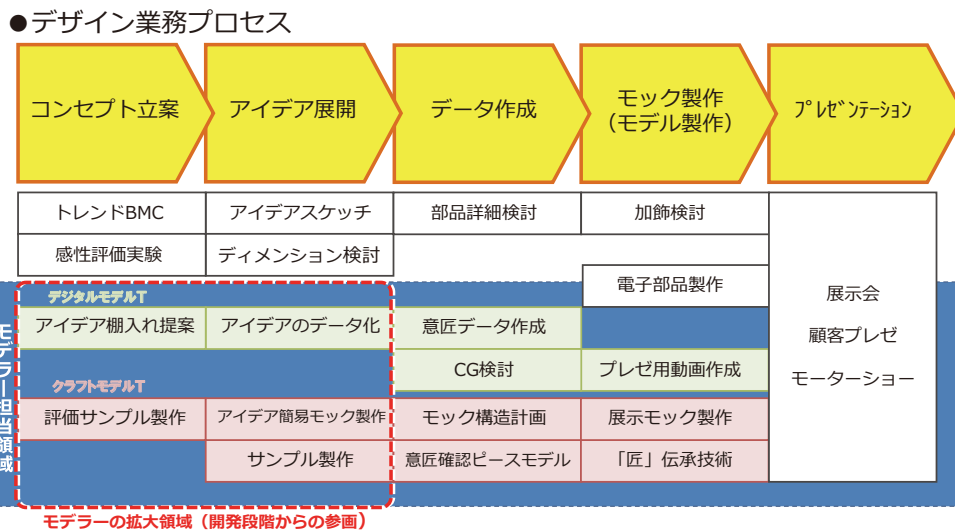 ●デザイン業務プロセス
コンセプト立案
アイデア展開
データ作成
モック製作
（モデル製作）
ﾌﾟﾚｾﾞﾝﾃｰｼｮﾝ
トレンドBMC
アイデアスケッチ
部品詳細検討
加飾検討
感性評価実験
ディメンション検討
電子部品製作
展示会
顧客プレゼ
モーターショー
モデラー担当領域
デジタルモデルT
アイデア棚入れ提案
アイデアのデータ化
意匠データ作成
CG検討
プレゼ用動画作成
クラフトモデルT
評価サンプル製作
アイデア簡易モック製作
モック構造計画
展示モック製作
サンプル製作
意匠確認ピースモデル
「匠」伝承技術
モデラーの拡大領域（開発段階からの参画）